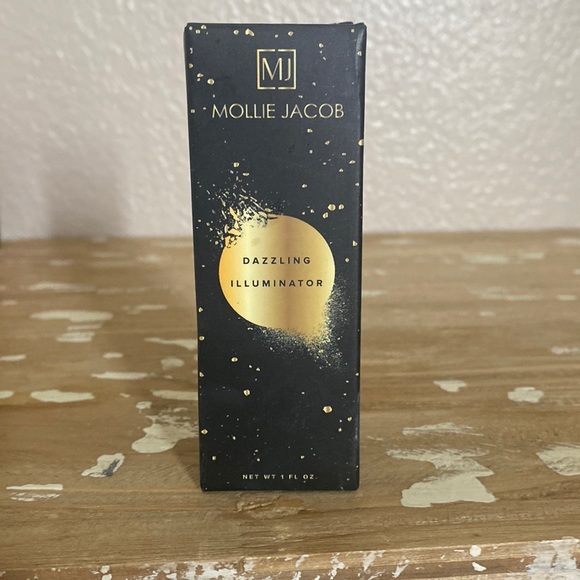 MJ
MOLLIE JACOB
DAZZLING
ILLUMINATOR
NET WT 1 FL OZ.